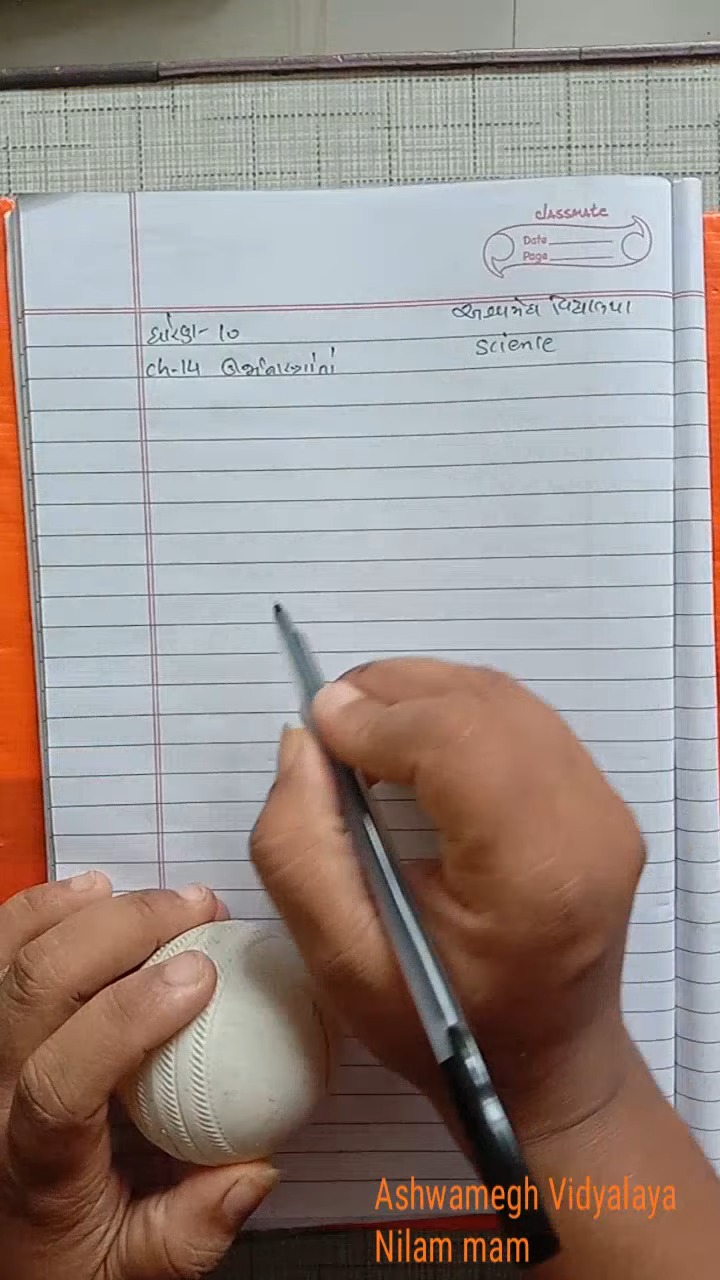 classmate
Date
Page
અશ્વમેઘ વિદ્યાલય
ધોરણ - 10
Science
ch-14 ઊર્જાના સ્ત્રોતો
Ashwamegh Vidyalaya
Nilam mam